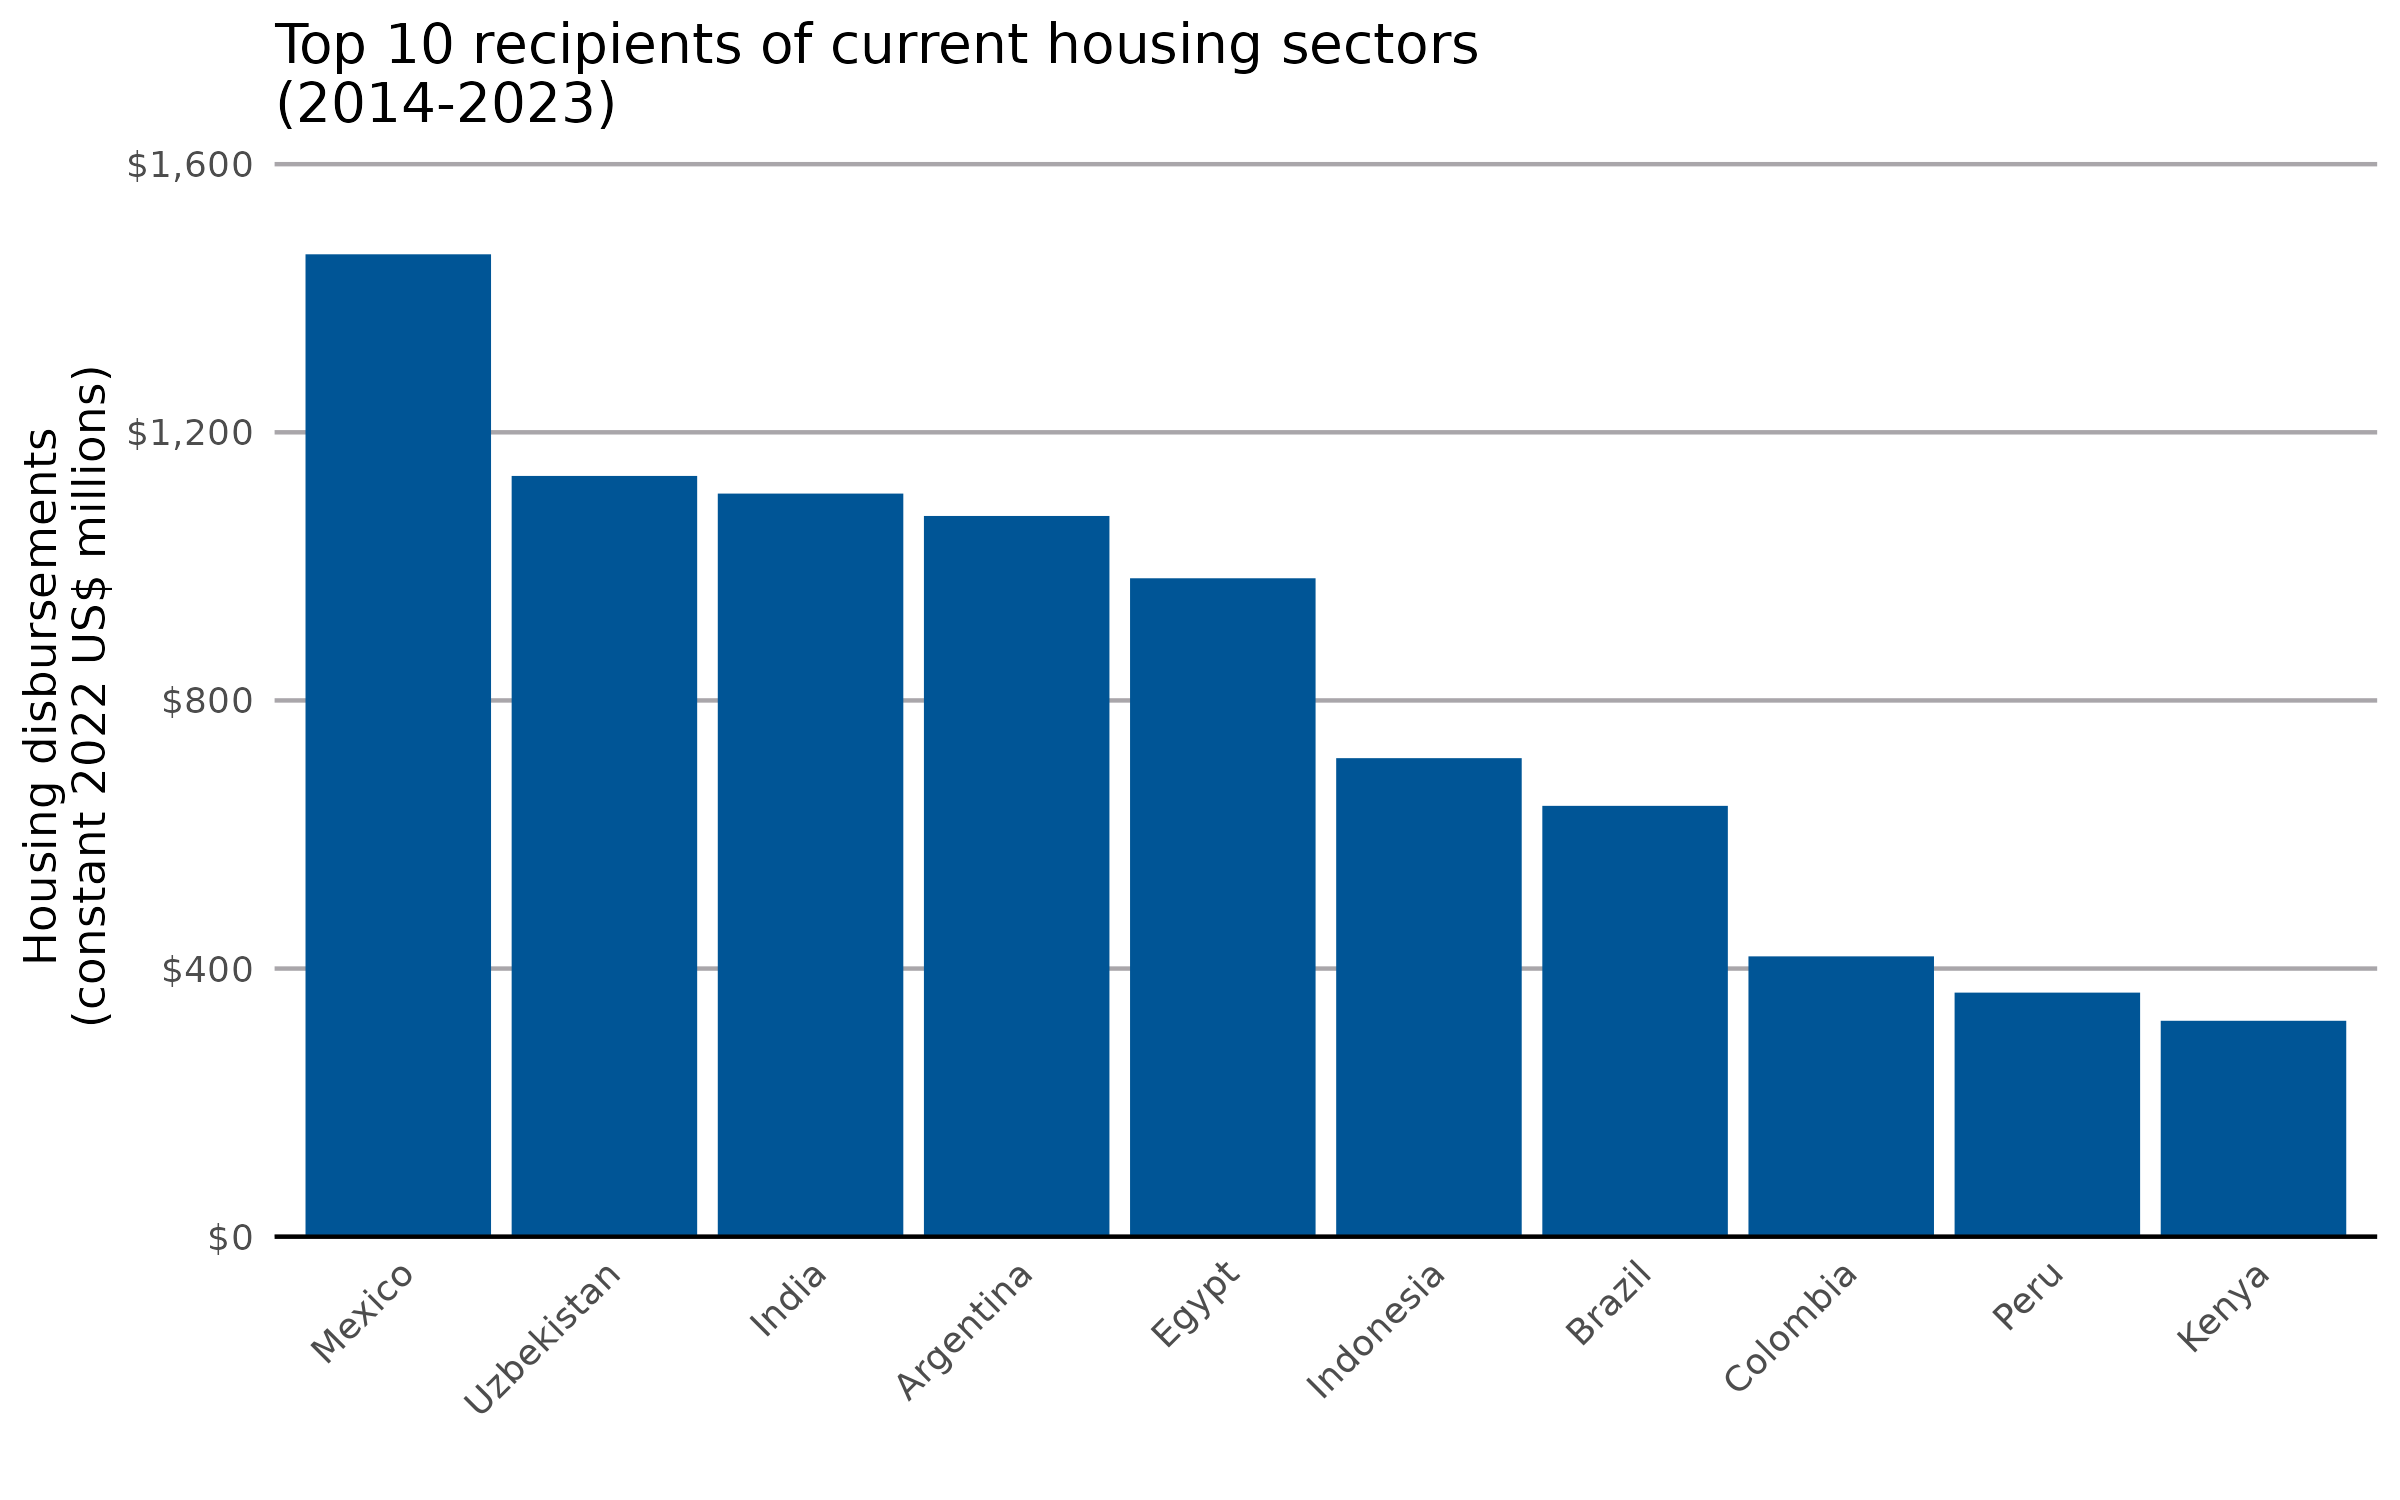 Top 10 recipients of current housing sectors
(2014-2023)
Housing disbursements
(constant 2022 US$ millions)
$1,600
$1,200
$800
$400
$0
Mexico
Uzbekistan
India
Argentina
Egypt
Indonesia
Brazil
Colombia
Peru
Kenya